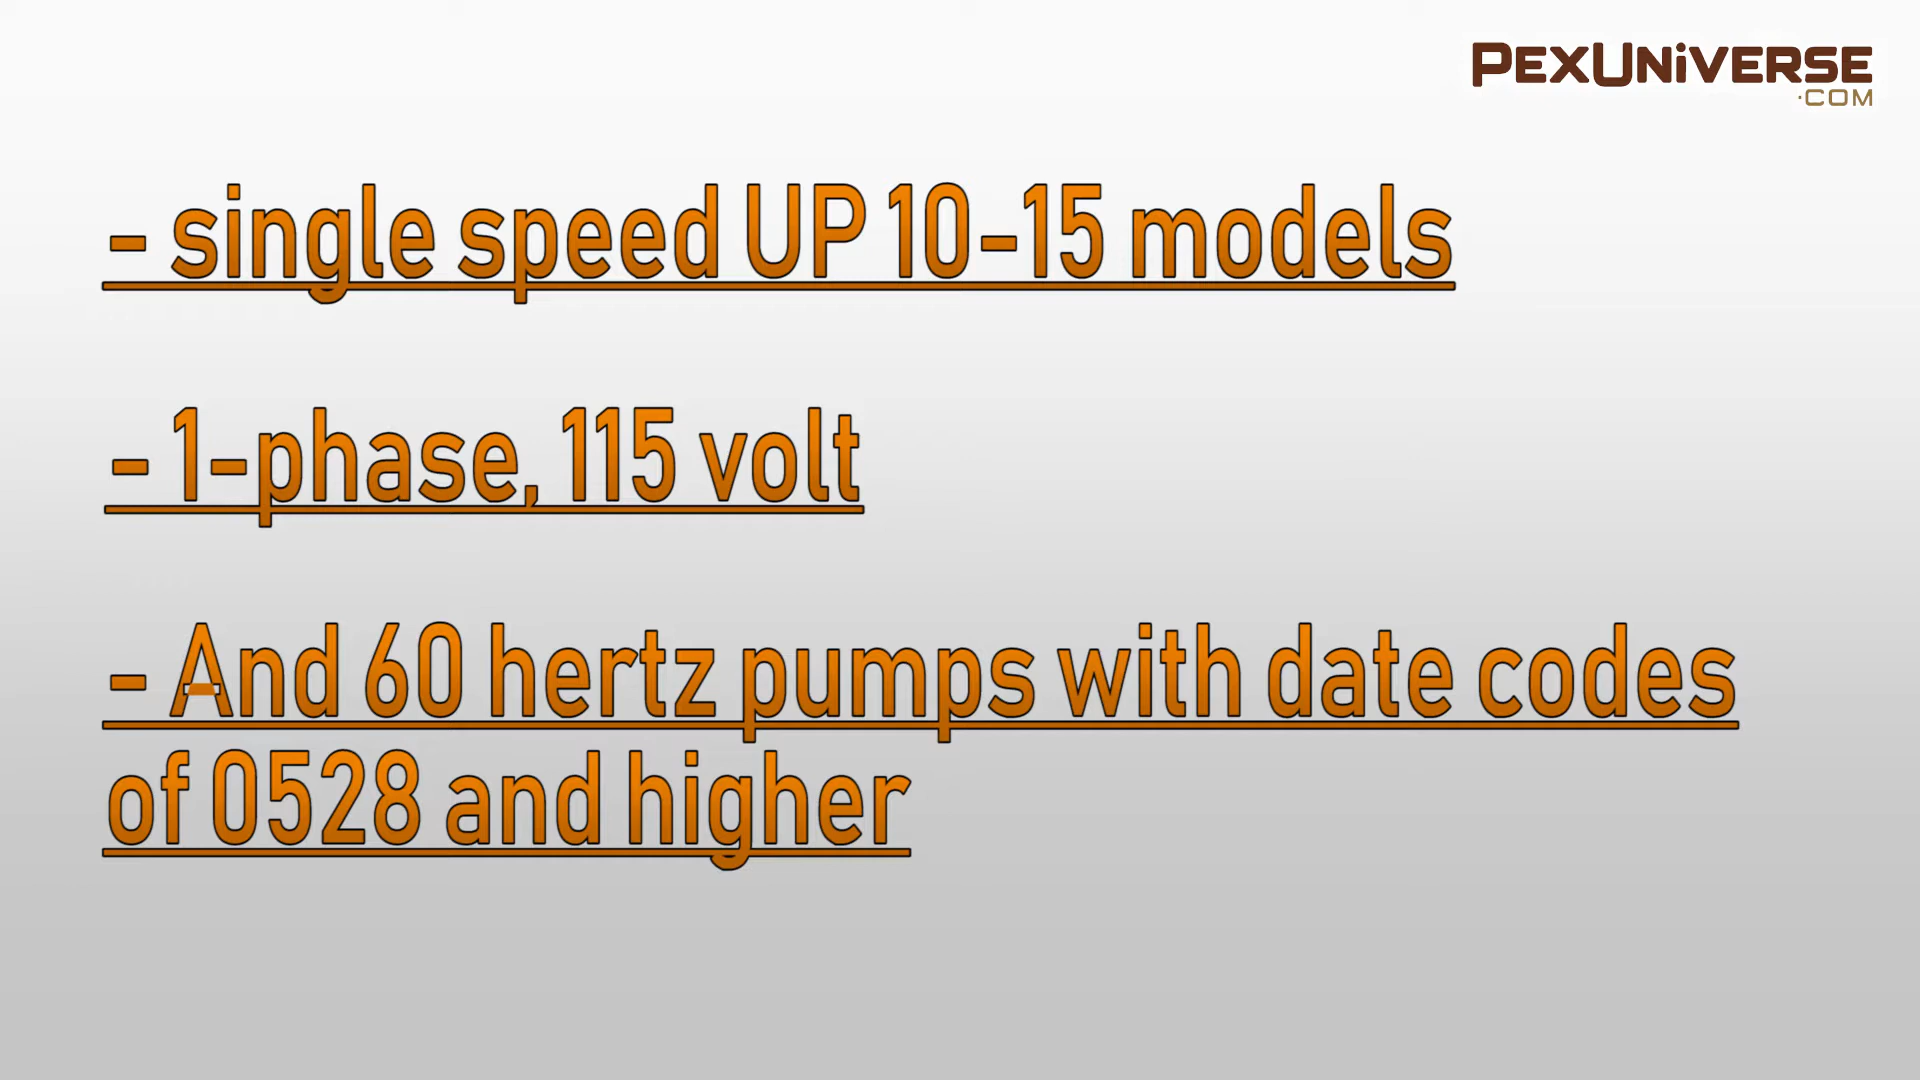 PEXUNiVERSE
.COM
- single speed UP 10-15 models
- 1-phase, 115 volt
- And 60 hertz pumps with date codes
of 0528 and higher